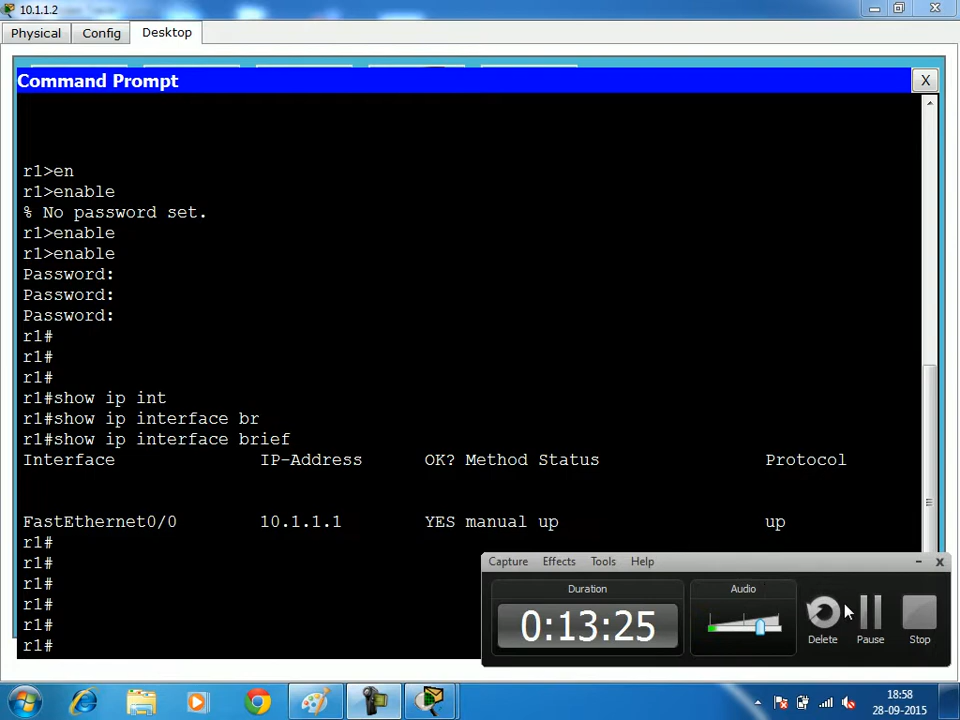 10.1.1.2
Physical Config Desktop
Command Prompt X
r1>en
r1>enable
% No password set.
r1>enable
r1>enable
Password:
Password:
Password:
r1#
r1#
r1#
r1#show ip int
r1#show ip interface br
r1#show ip interface brief
Interface IP-Address OK? Method Status Protocol
FastEthernet0/0 10.1.1.1 YES manual up up
r1#
r1#
r1#
r1#
r1#
r1#
Capture Effects Tools Help
Duration Audio
0:13:25
Delete Pause Stop
18:58
28-09-2015